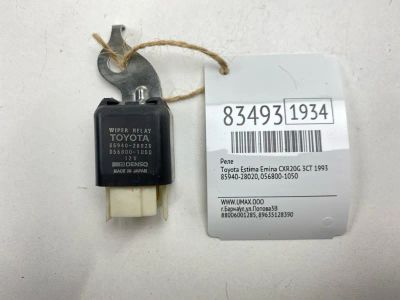 WIPER RELAY
TOYOTA
85940-28020
056800-1050
12V
DENSO
MADE IN JAPAN
83493 1934
Реле
Toyota Estima Emina CXR20G 3CT 1993
85940-28020, 056800-1050
WWW.UMAX.OOO
г.Барнаул,ул.Попова5В
88006001285, 89635128390